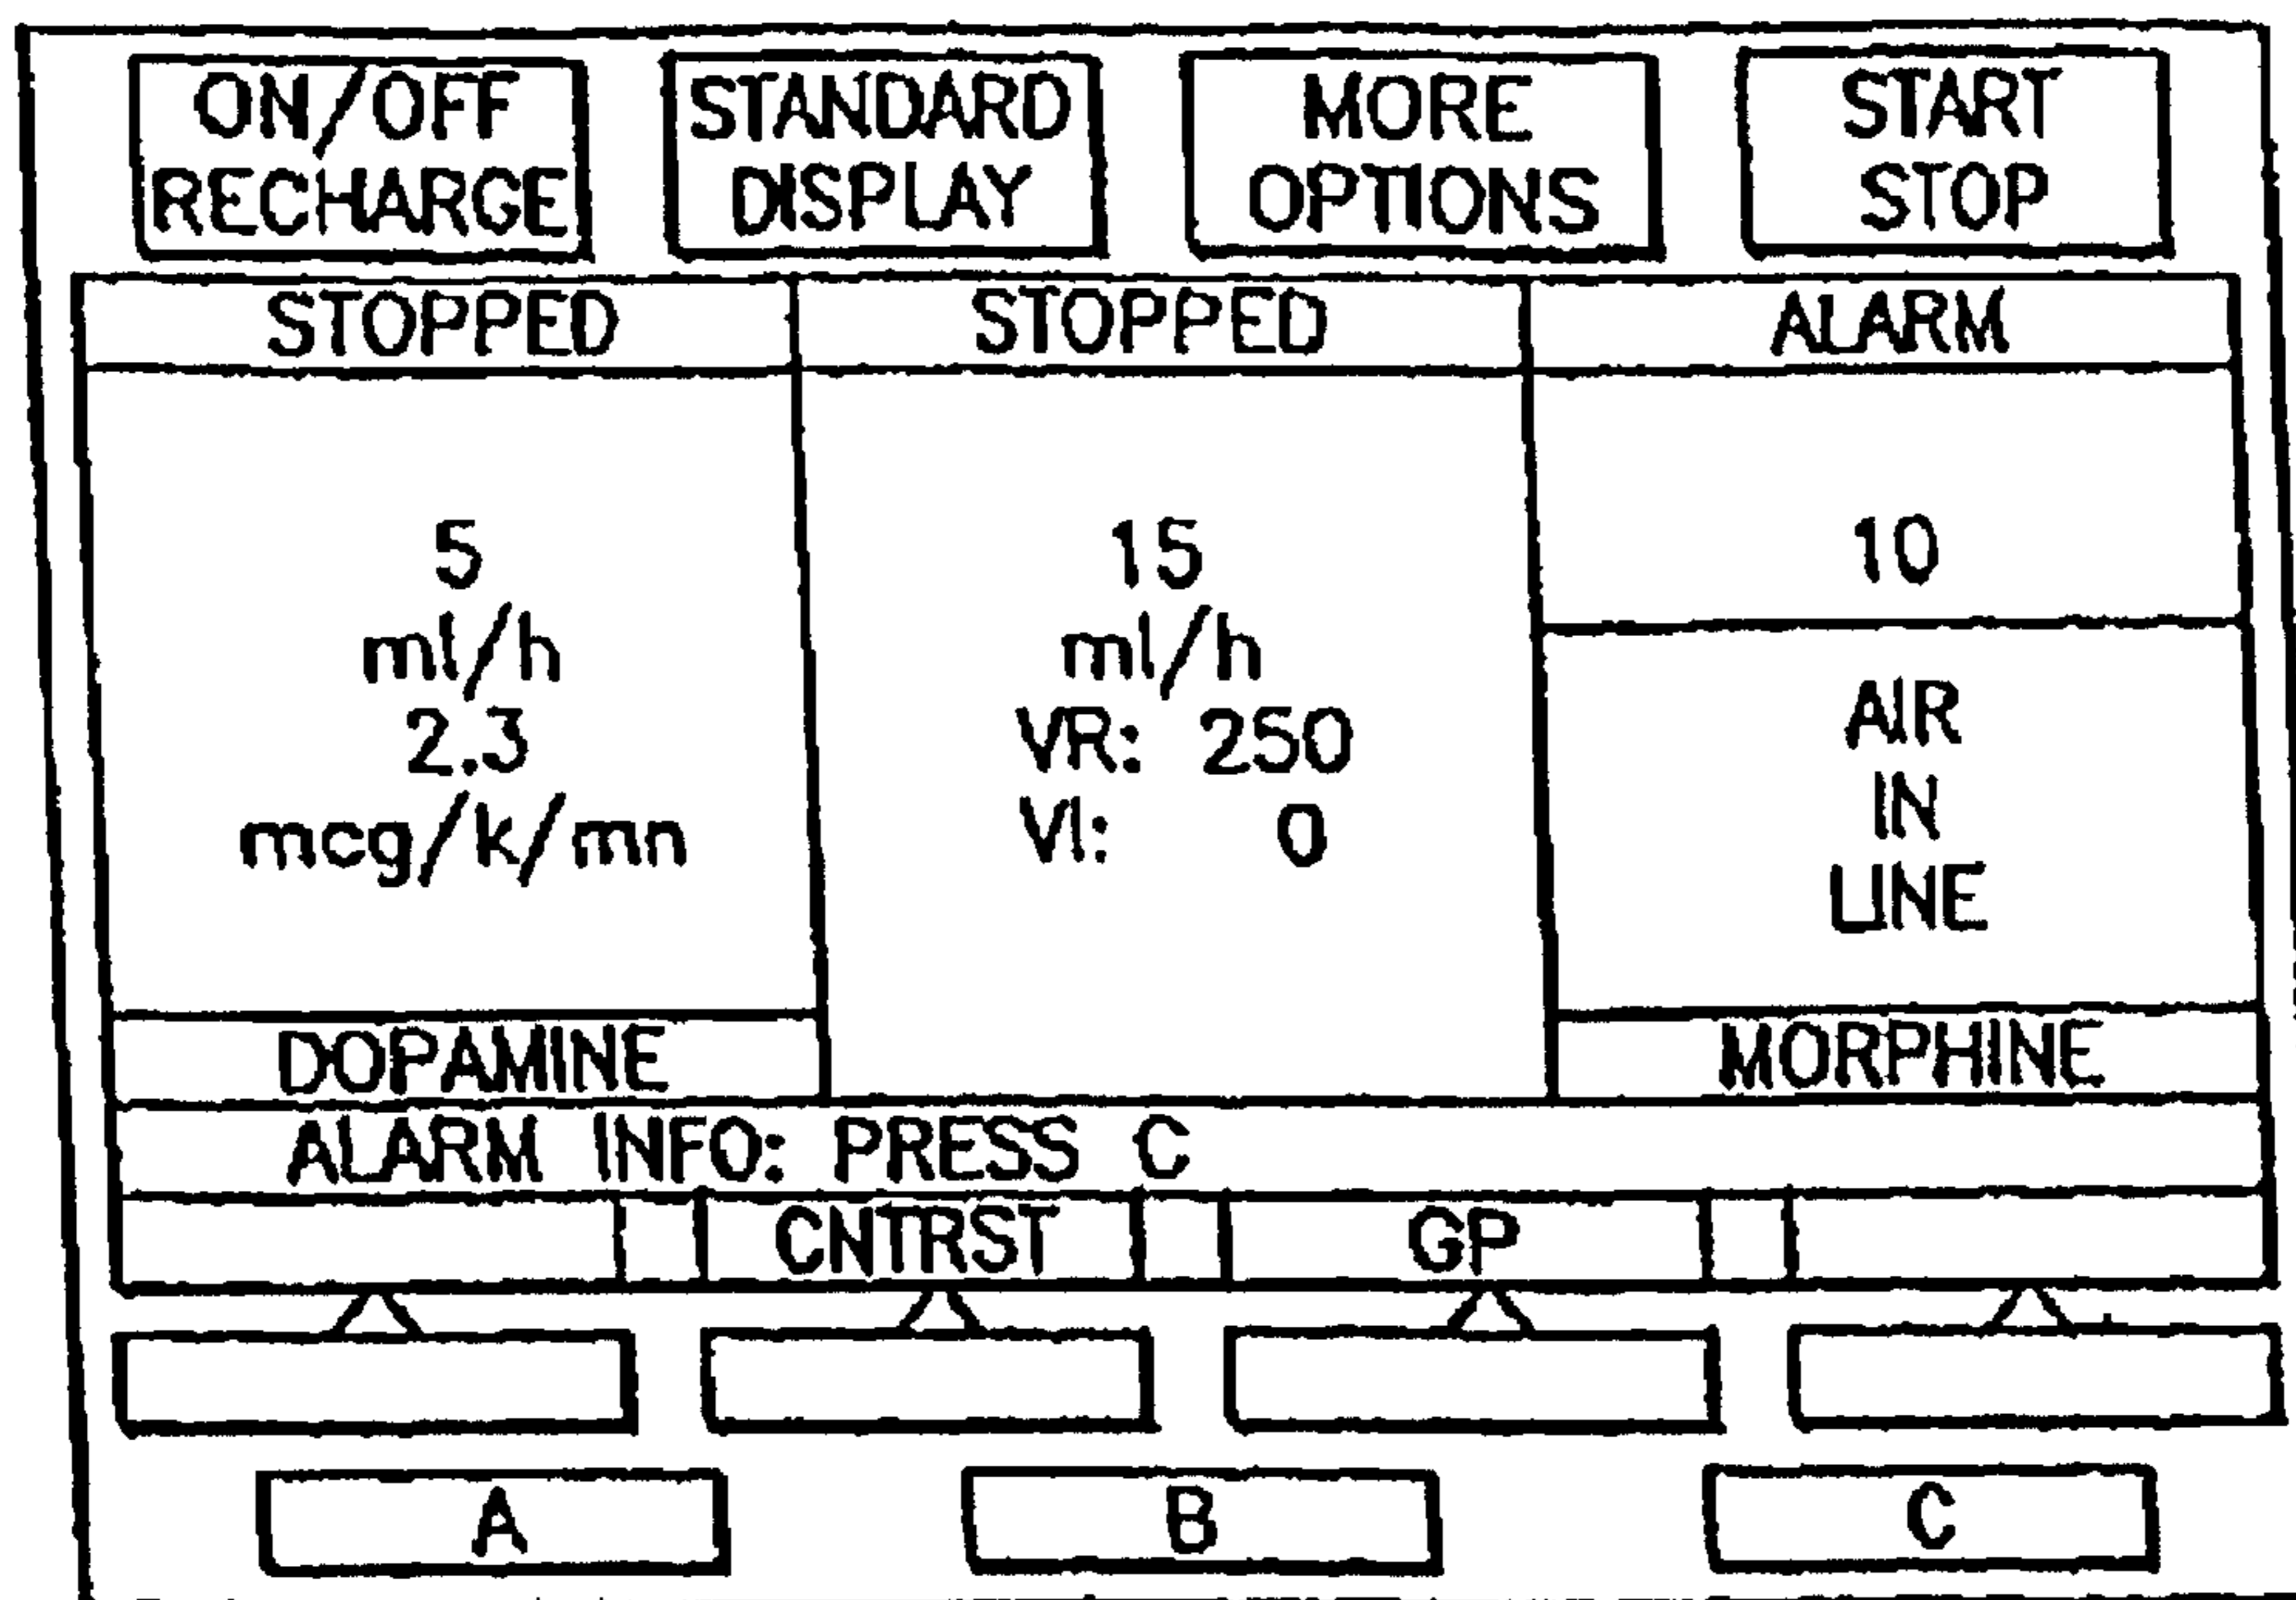 ON/OFF
RECHARGE
STANDARD
DISPLAY
MORE
OPTIONS
START
STOP
STOPPED
5
ml/h
2.3
mcg/k/mn
DOPAMINE
STOPPED
15
ml/h
VR: 250
VI: 0
ALARM
10
AIR
IN
LINE
MORPHINE
ALARM INFO: PRESS C
CNTRST
GP
A
B
C